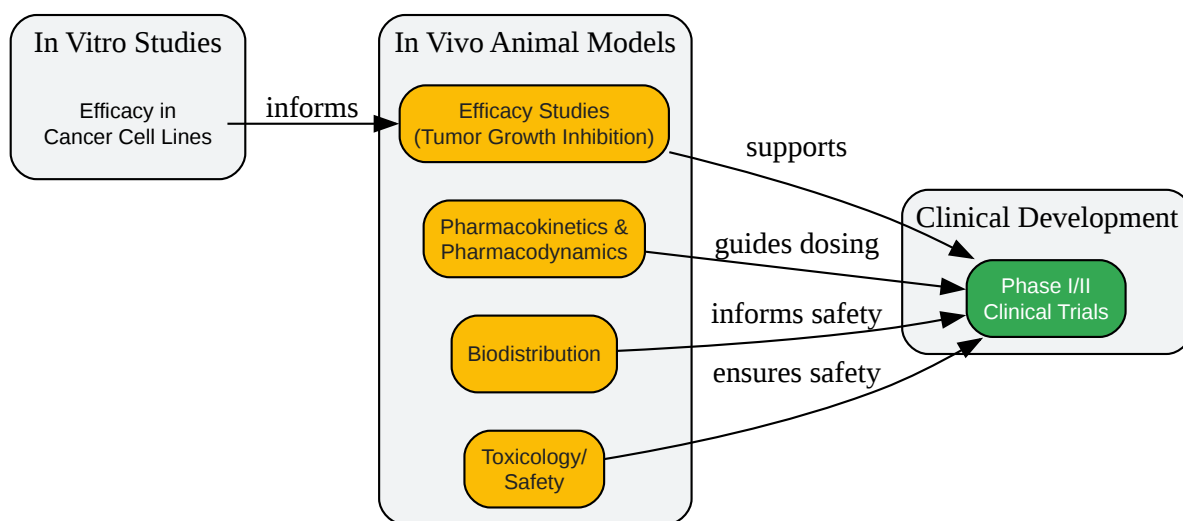 In Vitro Studies
Efficacy in
Cancer Cell Lines
informs
In Vivo Animal Models
Efficacy Studies
(Tumor Growth Inhibition)
Pharmacokinetics &
Pharmacodynamics
Biodistribution
Toxicology/
Safety
supports
guides dosing
informs safety
ensures safety
Clinical Development
Phase I/II
Clinical Trials